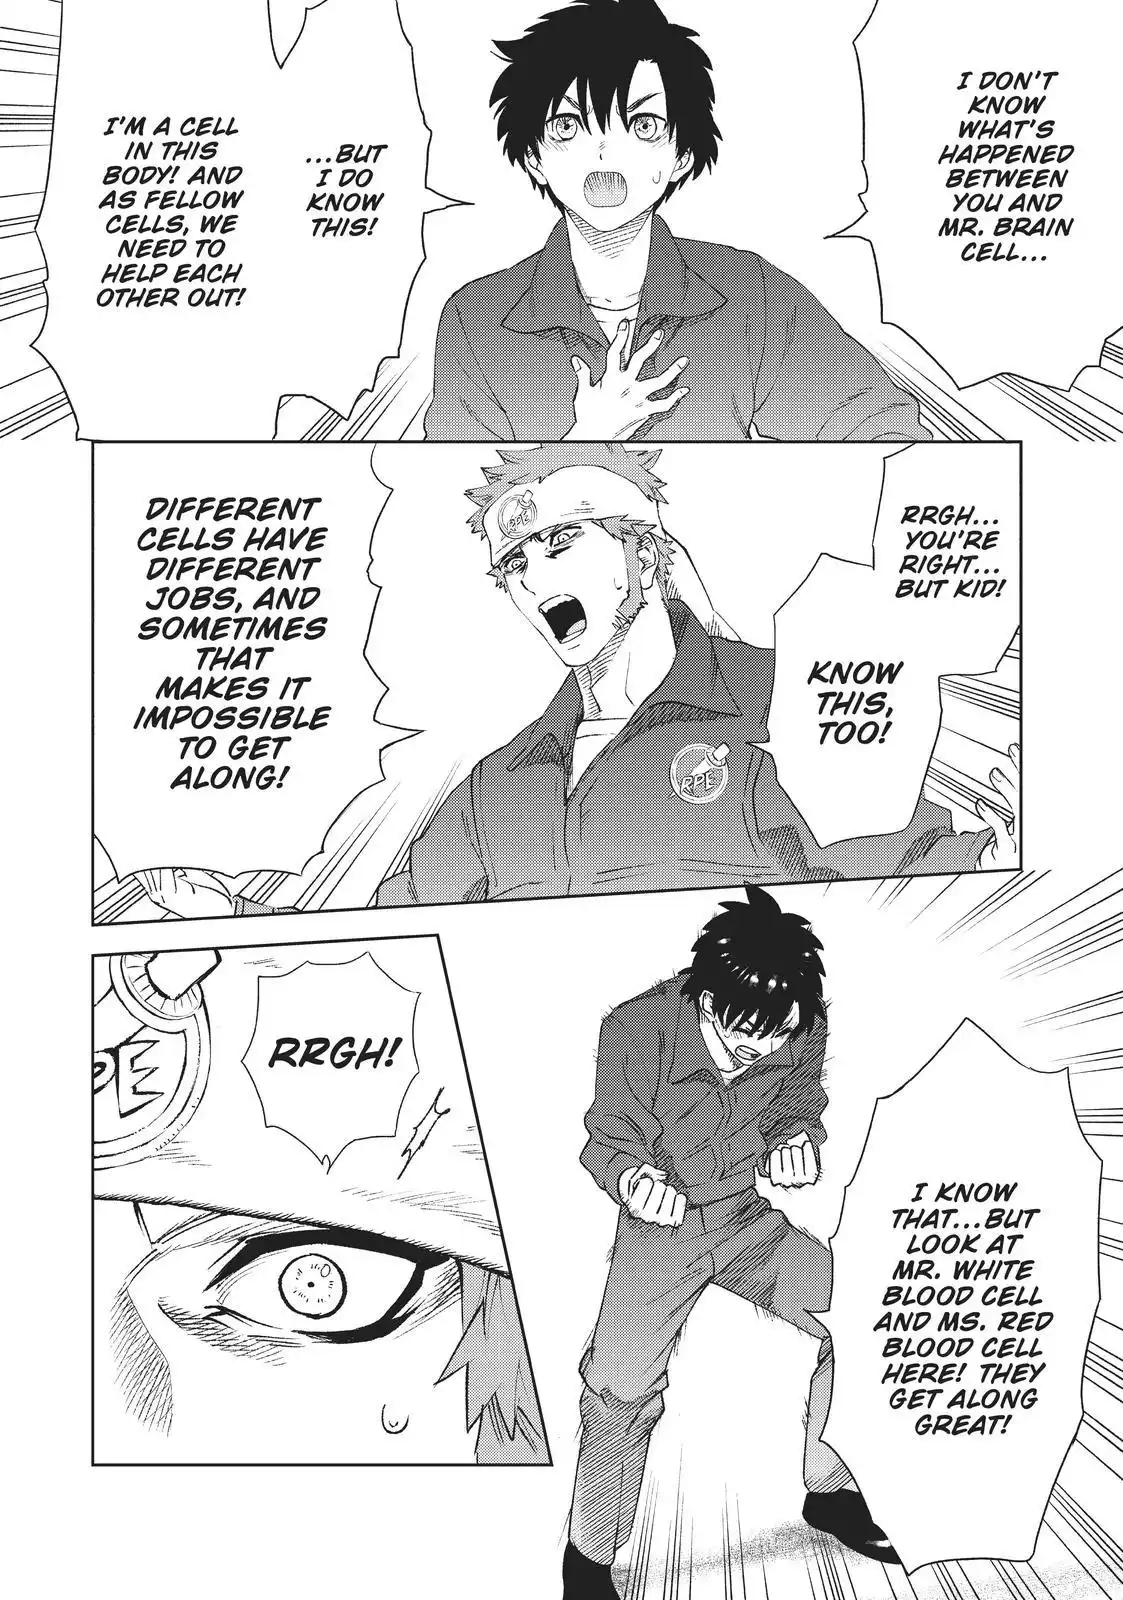 I DON'T
KNOW
WHAT'S
HAPPENED
BETWEEN
YOU AND
MR. BRAIN
CELL...
...BUT
I DO
KNOW
THIS!
I'M A CELL
IN THIS
BODY! AND
AS FELLOW
CELLS, WE
NEED TO
HELP EACH
OTHER OUT!
RRGH...
YOU'RE
RIGHT...
BUT KID!
KNOW
THIS,
TOO!
RPE
RPE
DIFFERENT
CELLS HAVE
DIFFERENT
JOBS, AND
SOMETIMES
THAT
MAKES IT
IMPOSSIBLE
TO GET
ALONG!
I KNOW
THAT...BUT
LOOK AT
MR. WHITE
BLOOD CELL
AND MS. RED
BLOOD CELL
HERE! THEY
GET ALONG
GREAT!
RRGH!
PE